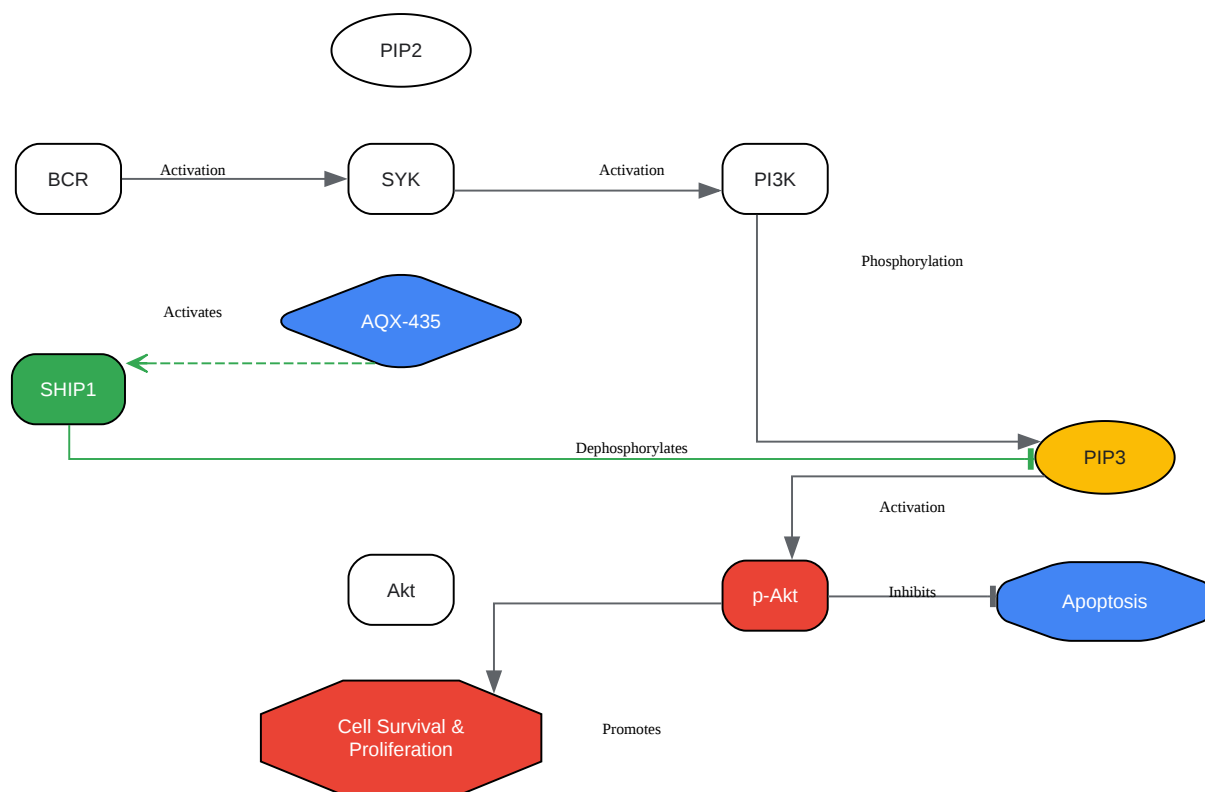 PIP2
BCR
Activation
SYK
Activation
PI3K
Phosphorylation
Activates
AQX-435
SHIP1
Dephosphorylates
PIP3
Activation
Akt
p-Akt
Inhibits
Apoptosis
Cell Survival &
Proliferation
Promotes